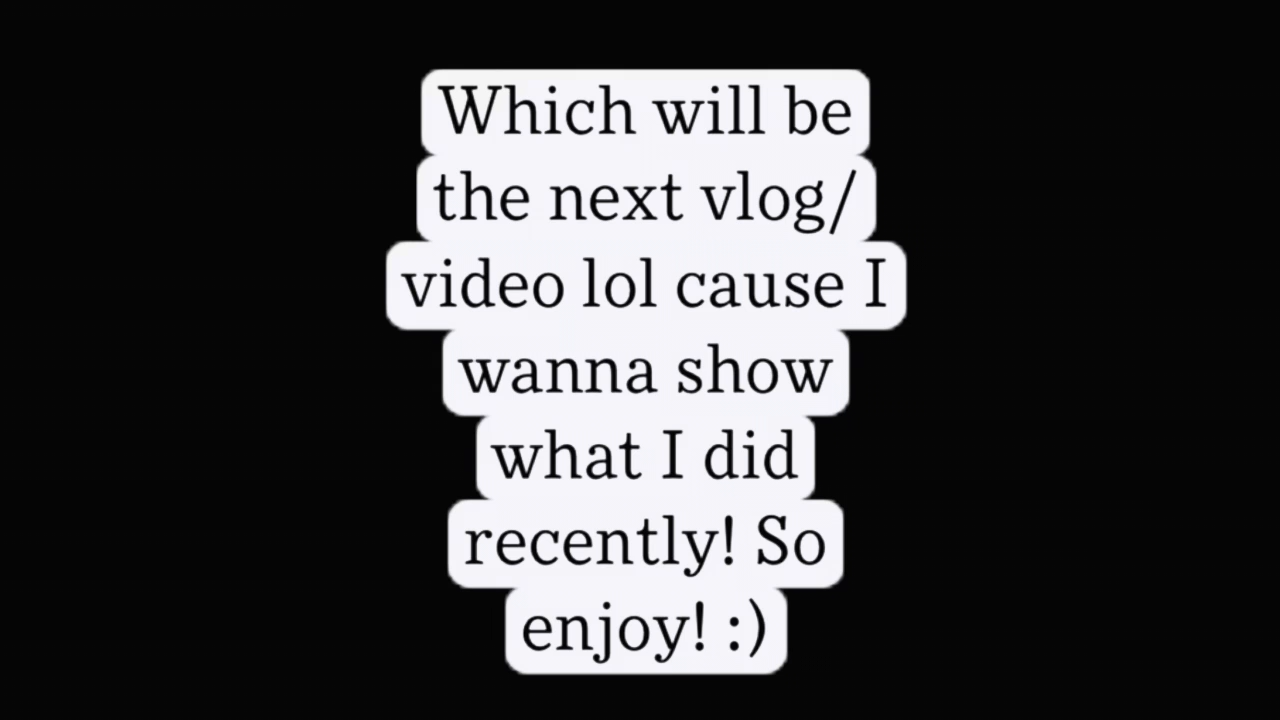 Which will be
the next vlog/
video lol cause I
wanna show
what I did
recently! So
enjoy! :)